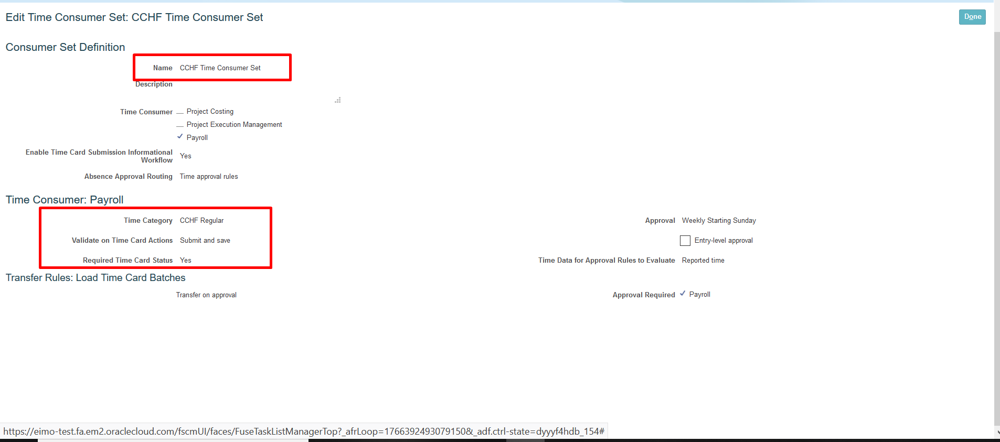 Edit Time Consumer Set: CCHF Time Consumer Set
Done
Consumer Set Definition
Name CCHF Time Consumer Set
Description
Time Consumer Project Costing
Project Execution Management
Payroll
Enable Time Card Submission Informational
Workflow Yes
Absence Approval Routing Time approval rules
Time Consumer: Payroll
Time Category CCHF Regular
Approval Weekly Starting Sunday
Validate on Time Card Actions Submit and save
Entry-level approval
Required Time Card Status Yes
Time Data for Approval Rules to Evaluate Reported time
Transfer Rules: Load Time Card Batches
Transfer on approval
Approval Required Payroll
https://eimo-test.fa.em2.oraclecloud.com/fscmUI/faces/FuseTaskListManagerTop?_afrLoop=1766392493079150&_adf.ctrl-state=dyyyf4hdb_154#